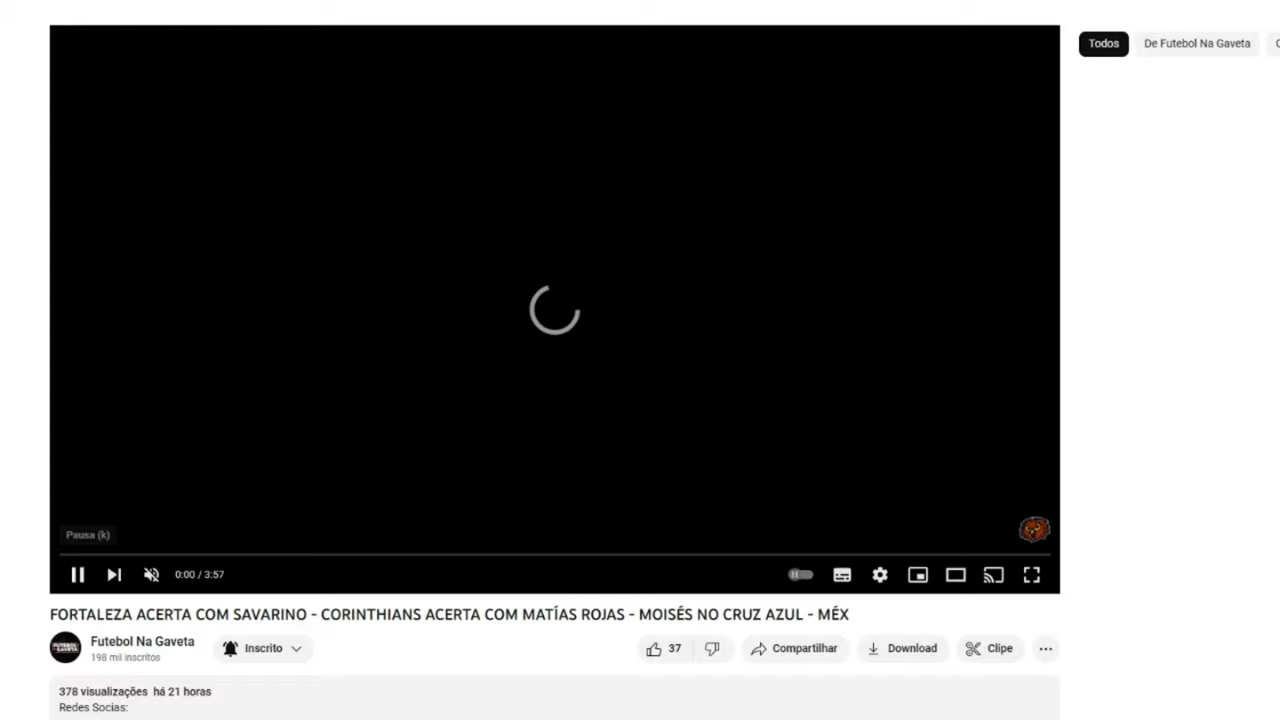 Todos
De Futebol Na Gaveta
Pausa (k)
0:00 / 3:57
FORTALEZA ACERTA COM SAVARINO - CORINTHIANS ACERTA COM MATÍAS ROJAS - MOISÉS NO CRUZ AZUL - MÉX
Futebol Na Gaveta
198 mil inscritos
Inscrito
37
Compartilhar
Download
Clipe
378 visualizações há 21 horas
Redes Socias: